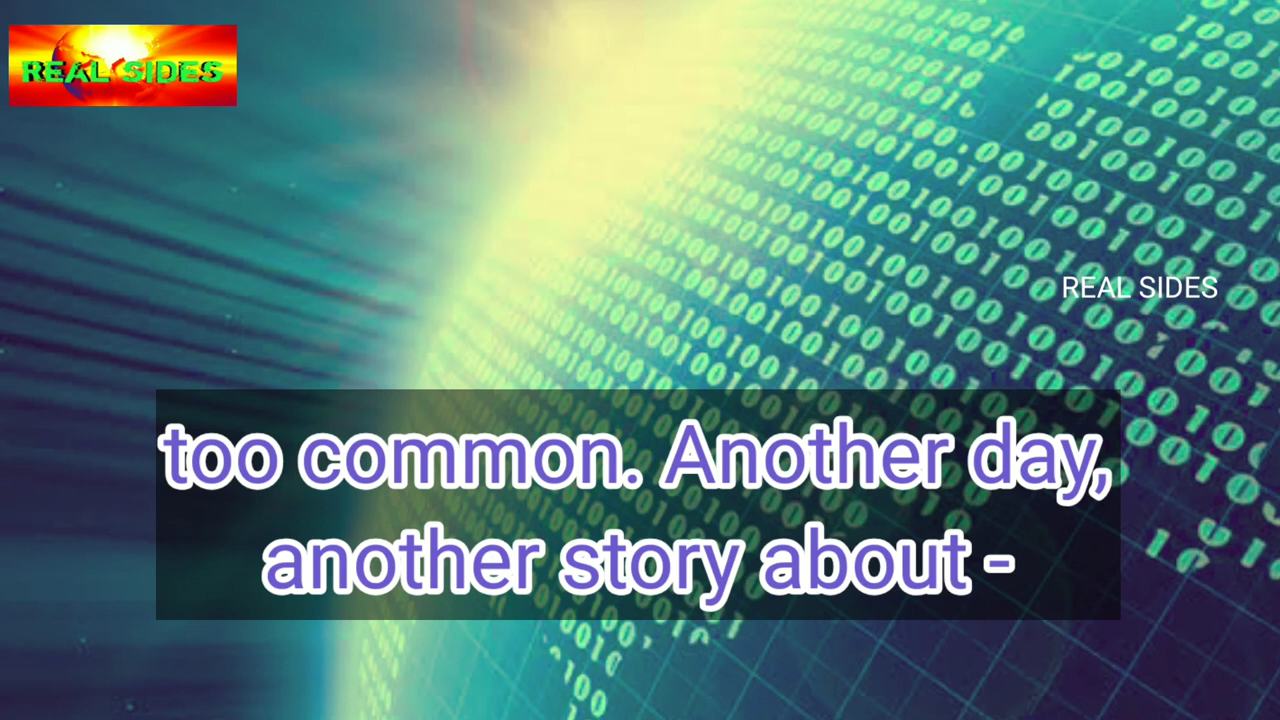 REAL SIDES
REAL SIDES
too common. Another day,
another story about -